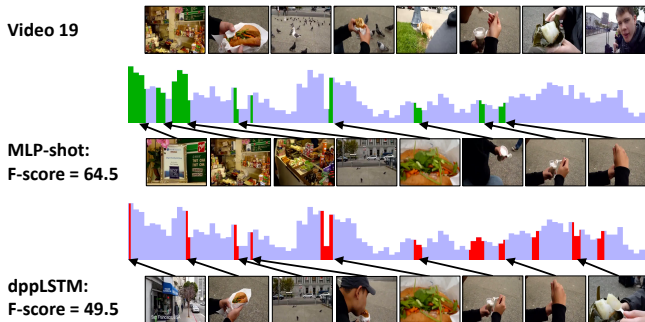 Video 19
MLP-shot:
F-score = 64.5
dppLSTM:
F-score = 49.5